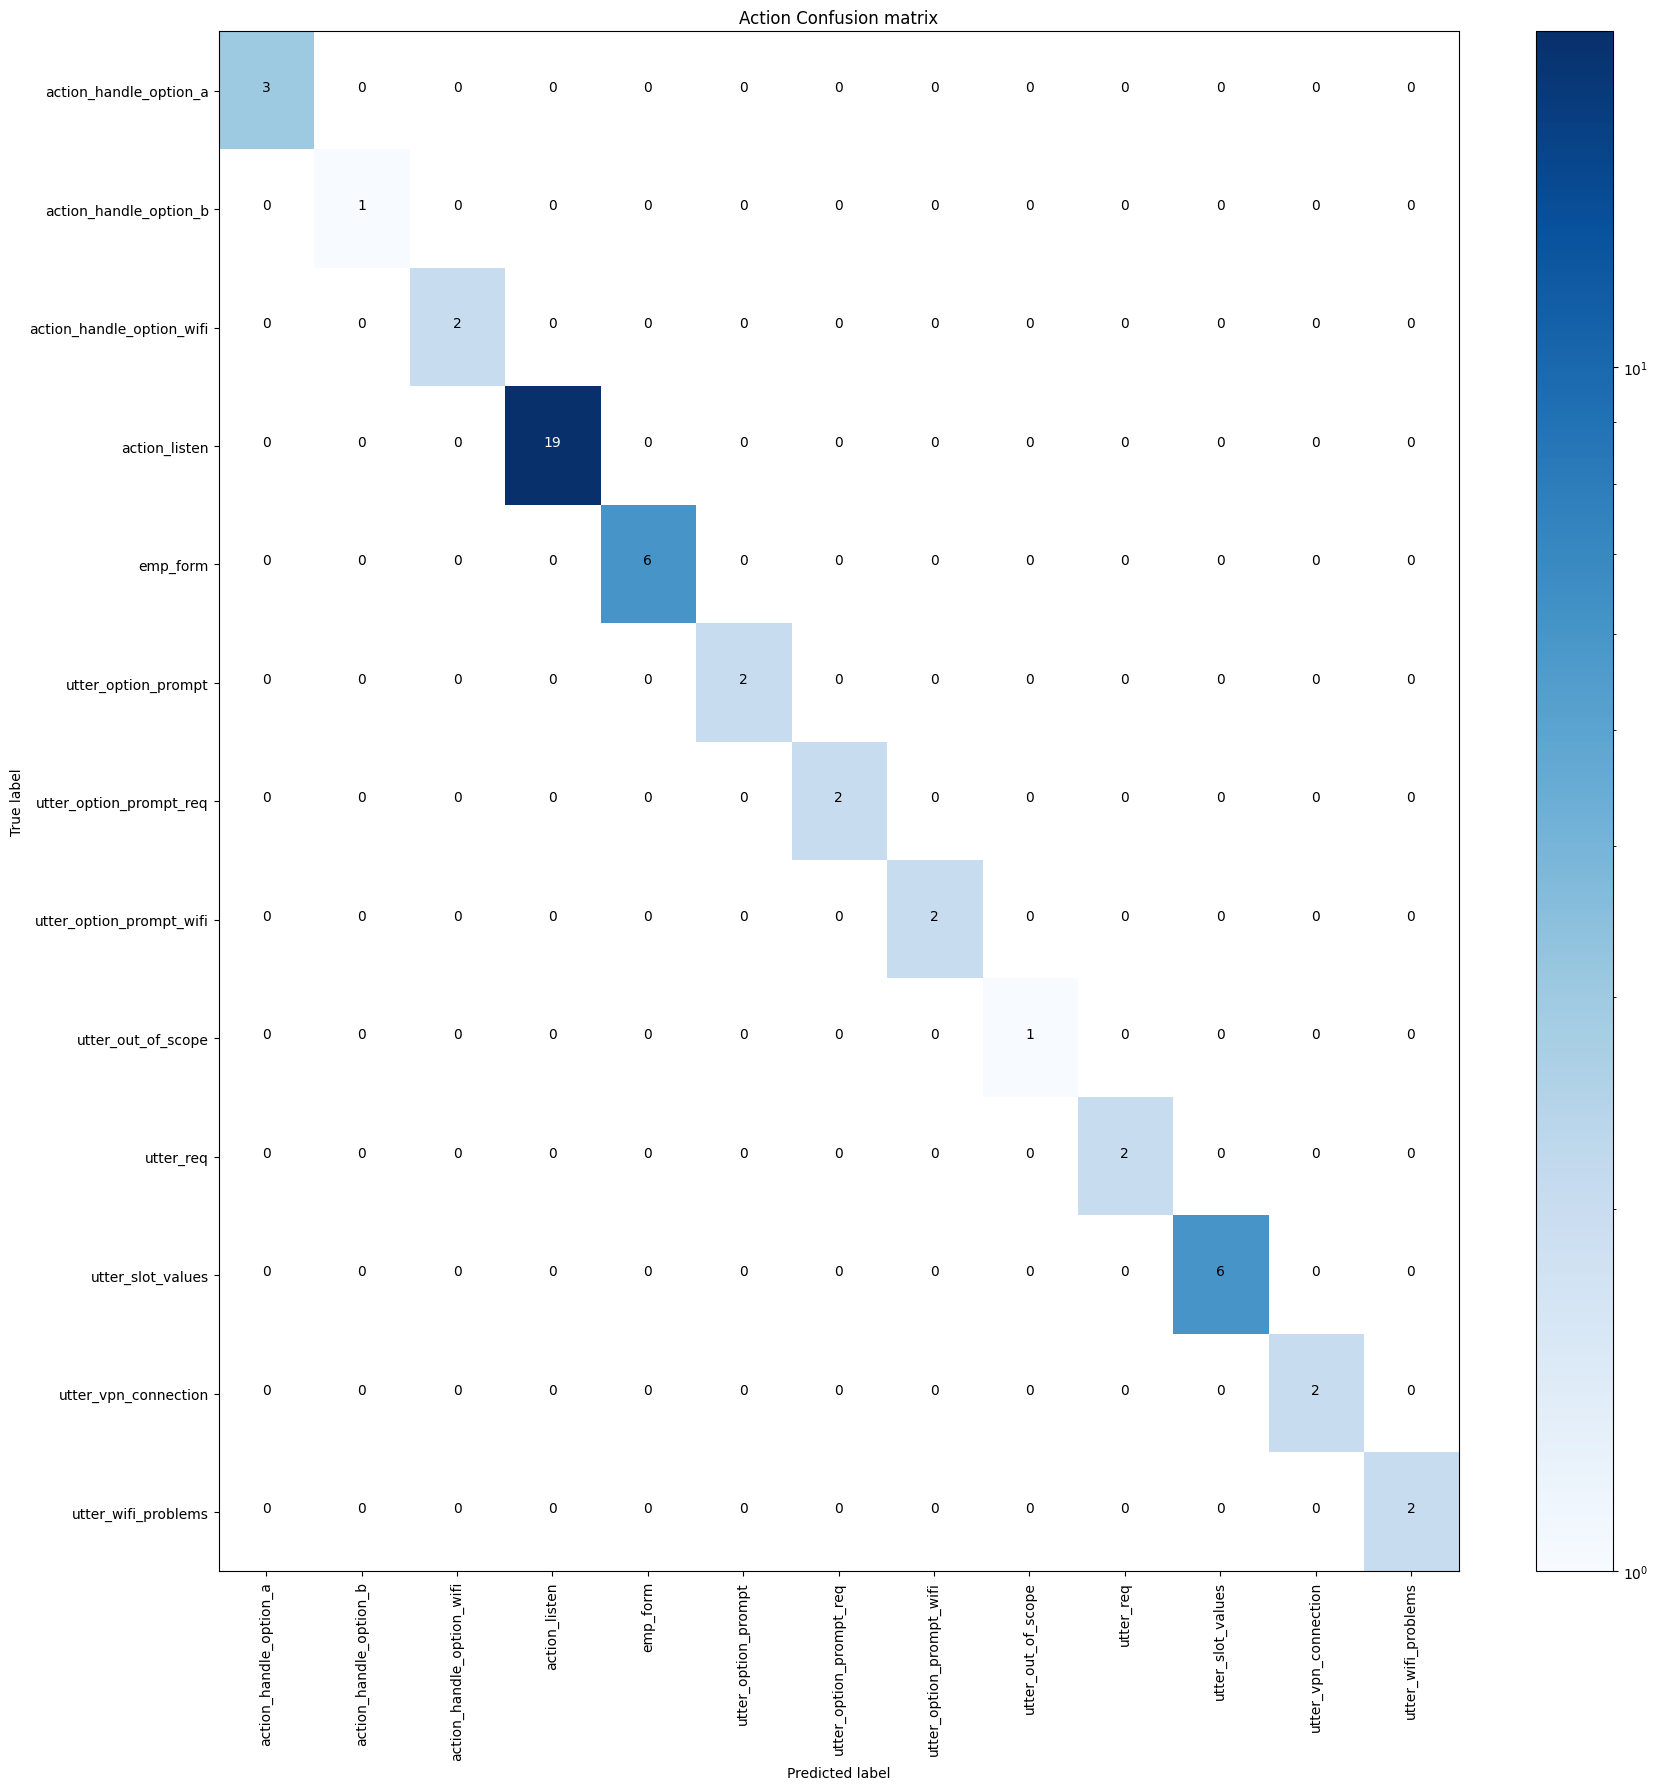 Action Confusion matrix
True label
action_handle_option_a 3 0 0 0 0 0 0 0 0 0 0 0 0
action_handle_option_b 0 1 0 0 0 0 0 0 0 0 0 0 0
action_handle_option_wifi 0 0 2 0 0 0 0 0 0 0 0 0 0
action_listen 0 0 0 19 0 0 0 0 0 0 0 0 0
emp_form 0 0 0 0 6 0 0 0 0 0 0 0 0
utter_option_prompt 0 0 0 0 0 2 0 0 0 0 0 0 0
utter_option_prompt_req 0 0 0 0 0 0 2 0 0 0 0 0 0
utter_option_prompt_wifi 0 0 0 0 0 0 0 2 0 0 0 0 0
utter_out_of_scope 0 0 0 0 0 0 0 0 1 0 0 0 0
utter_req 0 0 0 0 0 0 0 0 0 2 0 0 0
utter_slot_values 0 0 0 0 0 0 0 0 0 0 6 0 0
utter_vpn_connection 0 0 0 0 0 0 0 0 0 0 0 2 0
utter_wifi_problems 0 0 0 0 0 0 0 0 0 0 0 0 2
action_handle_option_a
action_handle_option_b
action_handle_option_wifi
action_listen
emp_form
utter_option_prompt
utter_option_prompt_req
utter_option_prompt_wifi
utter_out_of_scope
utter_req
utter_slot_values
utter_vpn_connection
utter_wifi_problems
Predicted label
10¹
10⁰